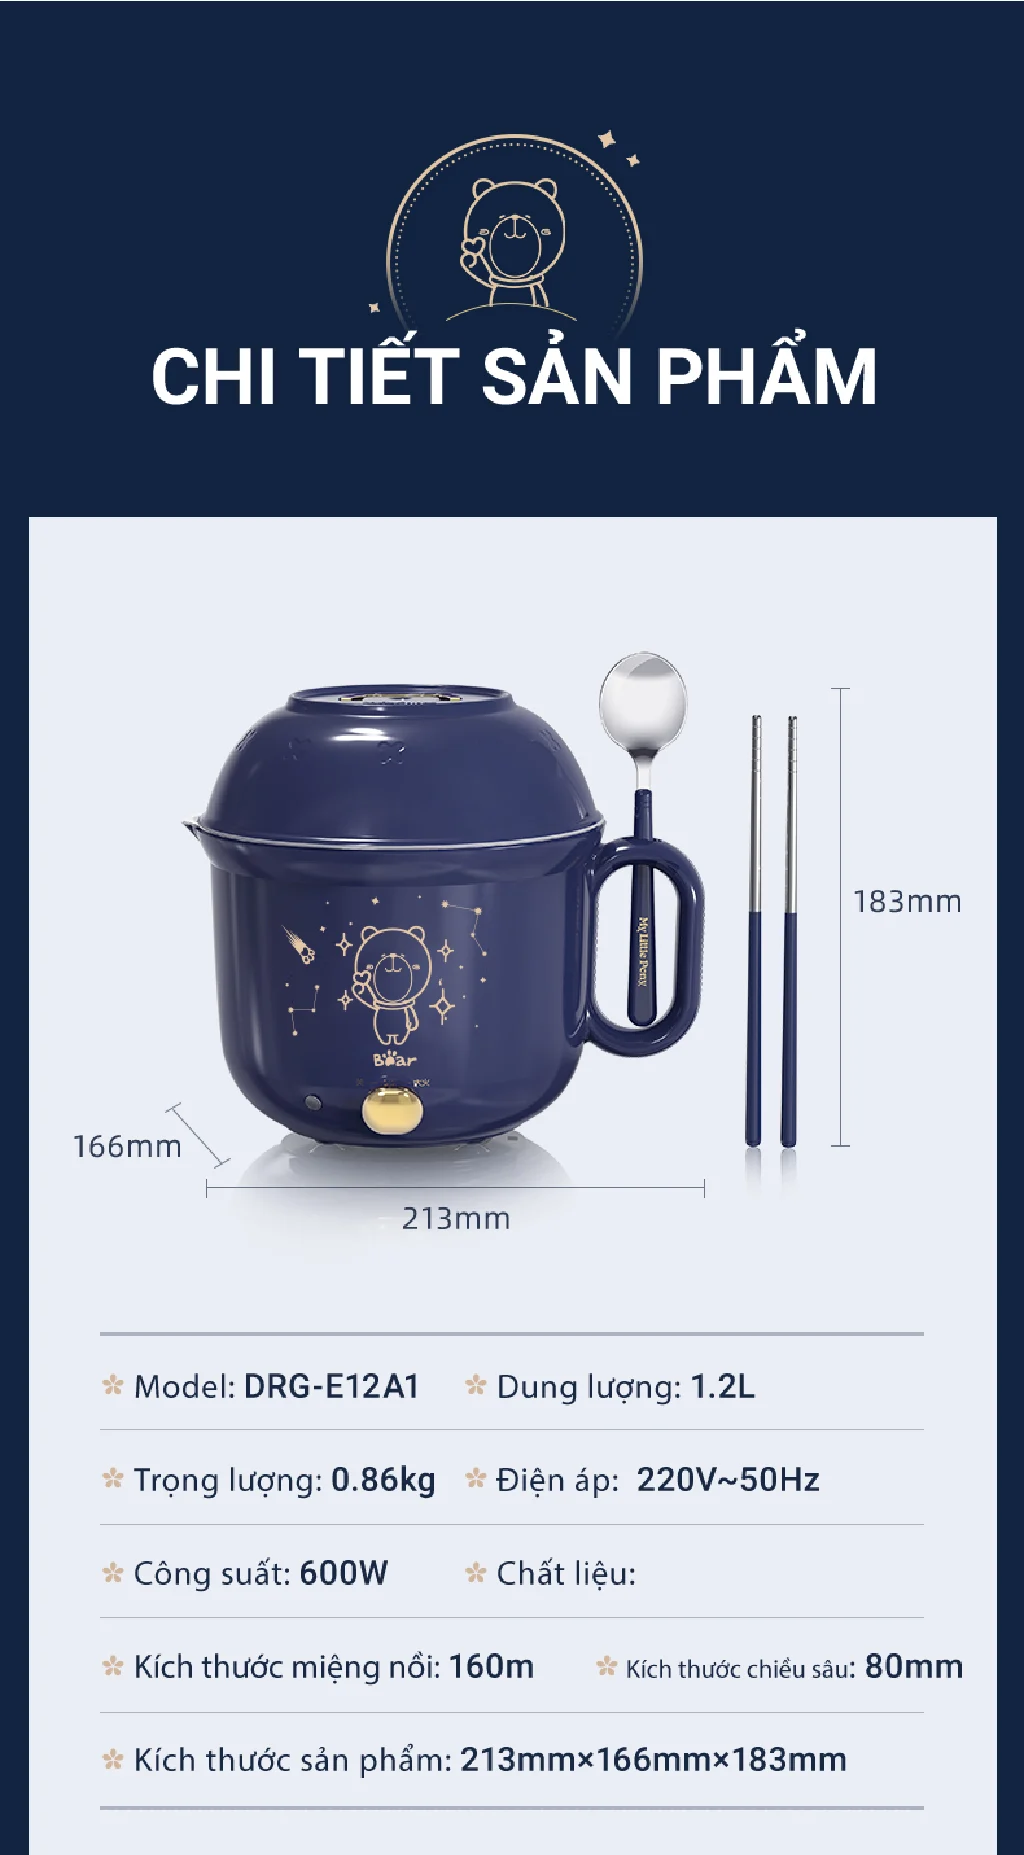 CHI TIẾT SẢN PHẨM
My Little Pony
183mm
Bear
166mm
213mm
Model: DRG-E12A1
Dung lượng: 1.2L
Trọng lượng: 0.86kg
Điện áp: 220V~50Hz
Công suất: 600W
Chất liệu:
Kích thước miệng nồi: 160m
Kích thước chiều sâu: 80mm
Kích thước sản phẩm: 213mm×166mm×183mm